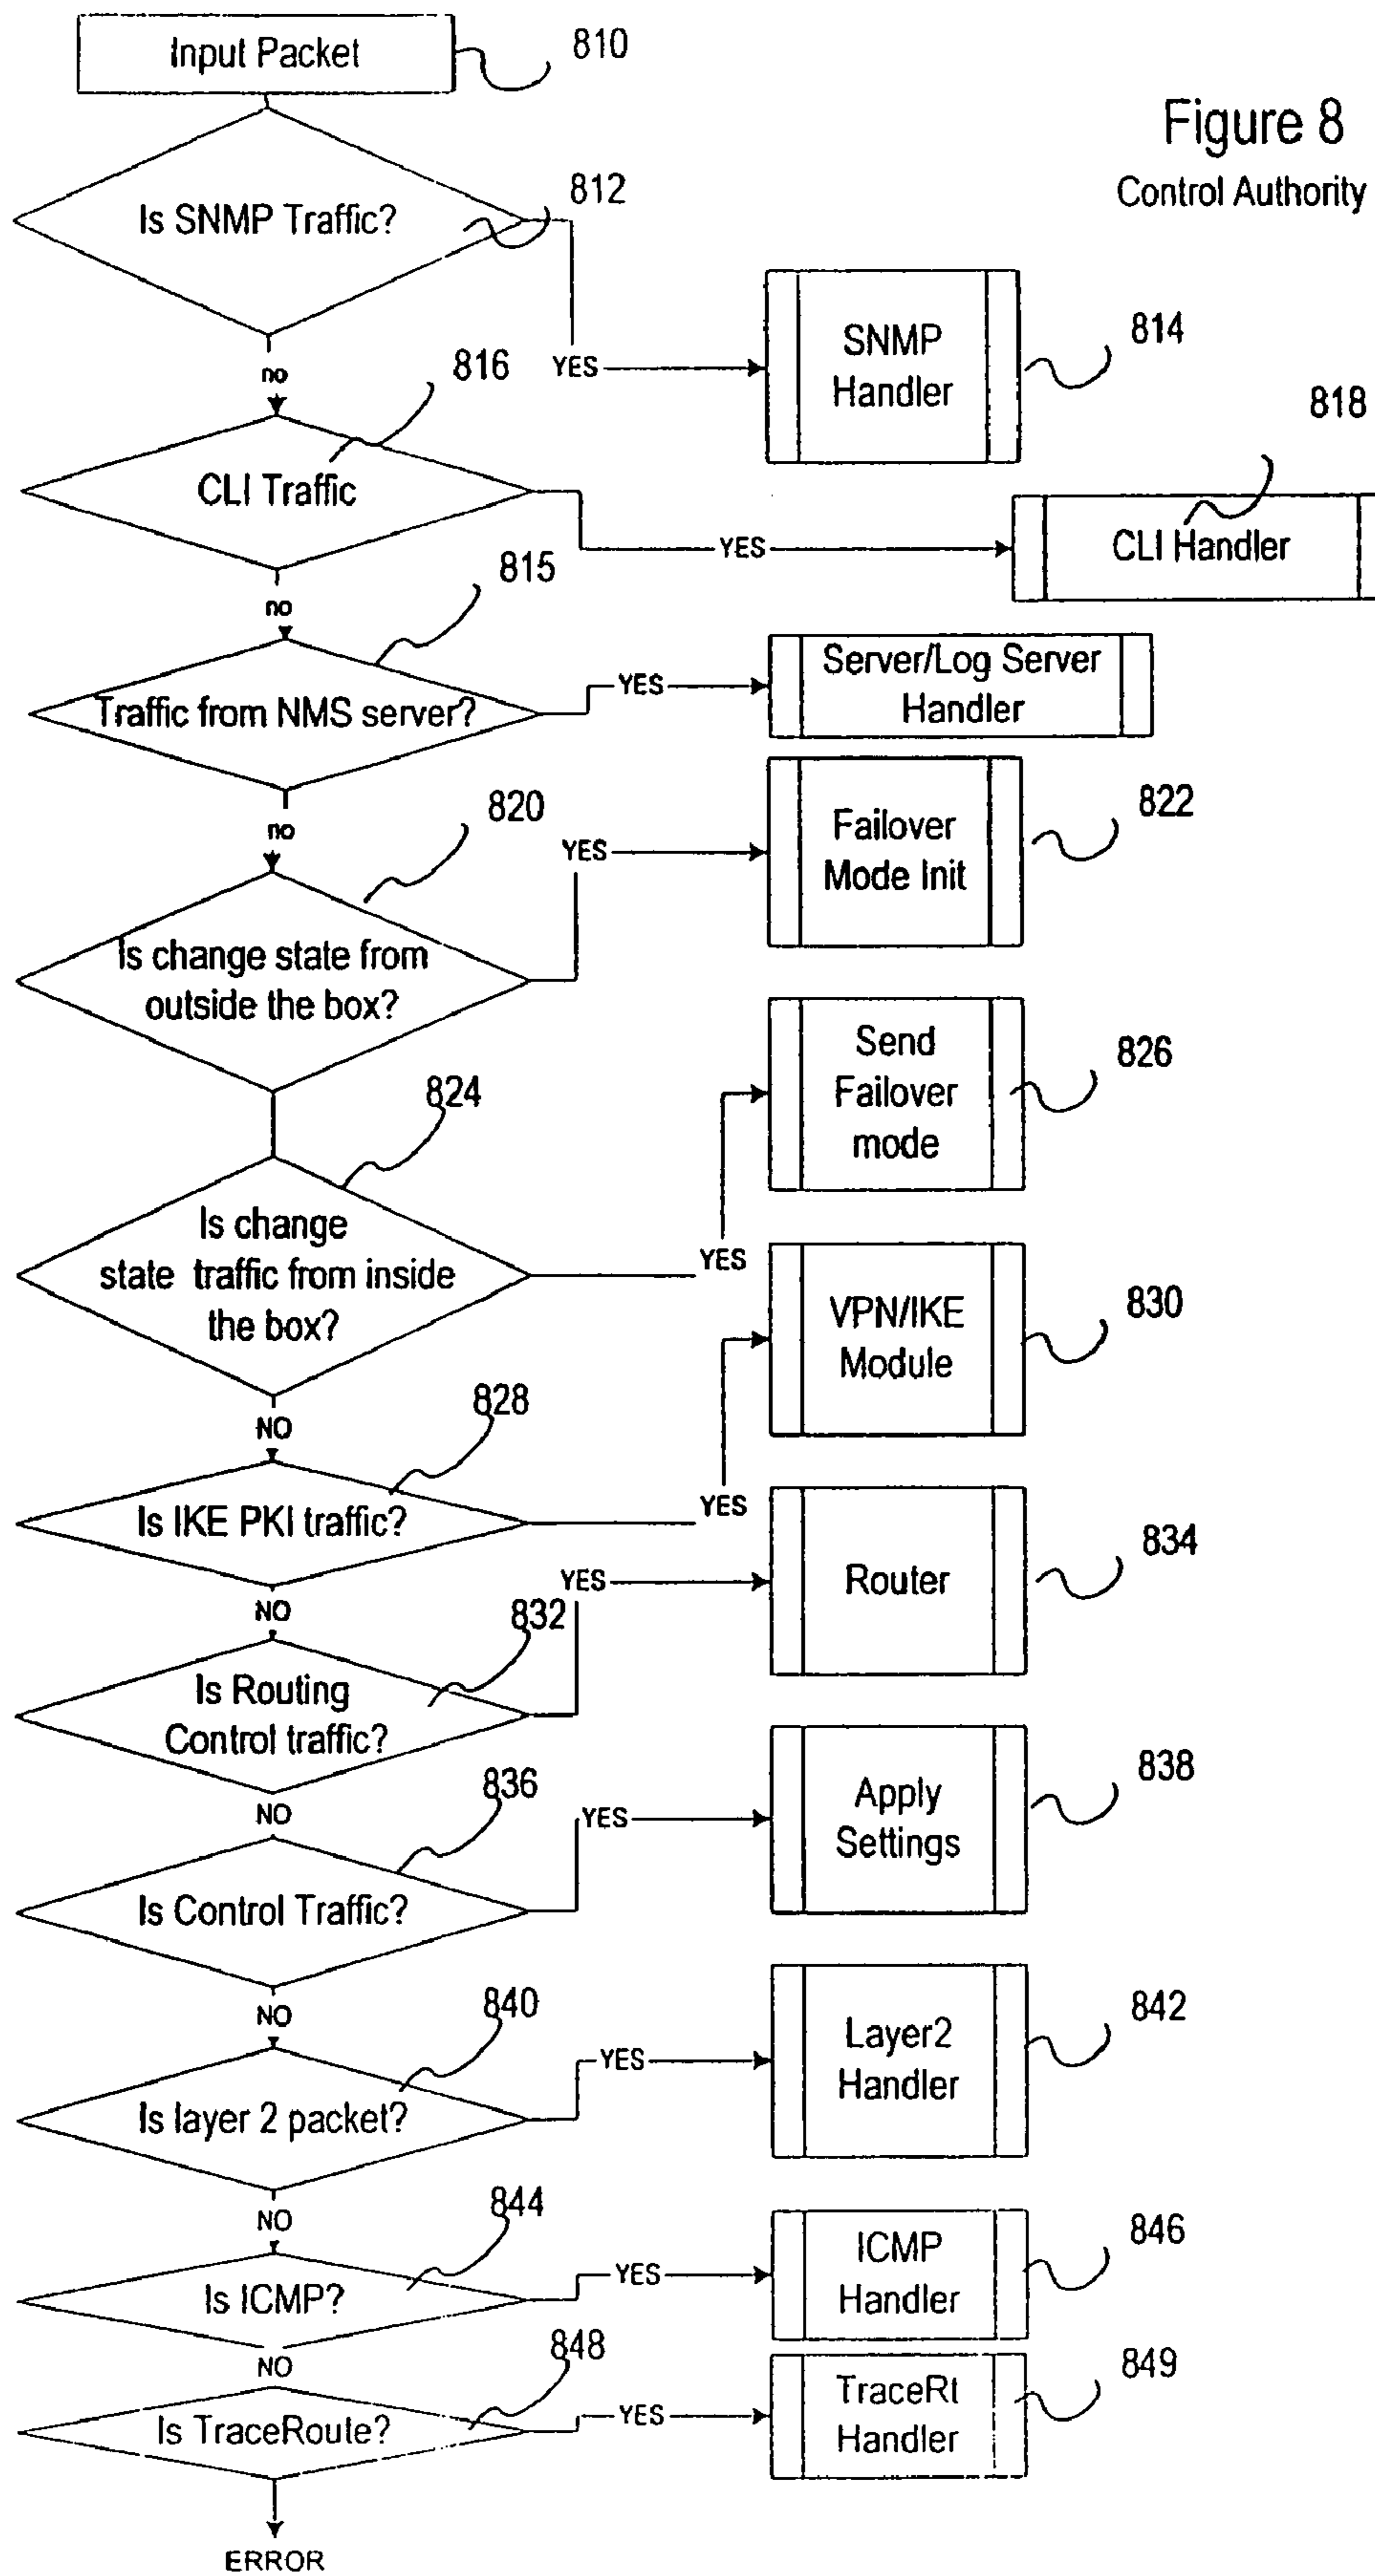 Input Packet
810
Figure 8
Control Authority
Is SNMP Traffic?
812
YES
SNMP
Handler
814
no
816
CLI Traffic
YES
CLI Handler
818
no
815
Traffic from NMS server?
YES
Server/Log Server
Handler
no
820
Is change state from
outside the box?
YES
Failover
Mode Init
822
824
Is change
state traffic from inside
the box?
YES
Send
Failover
mode
826
NO
828
Is IKE PKI traffic?
YES
VPN/IKE
Module
830
NO
832
Is Routing
Control traffic?
YES
Router
834
NO
836
Is Control Traffic?
YES
Apply
Settings
838
NO
840
Is layer 2 packet?
YES
Layer2
Handler
842
NO
844
Is ICMP?
YES
ICMP
Handler
846
NO
848
Is TraceRoute?
YES
TraceRt
Handler
849
ERROR